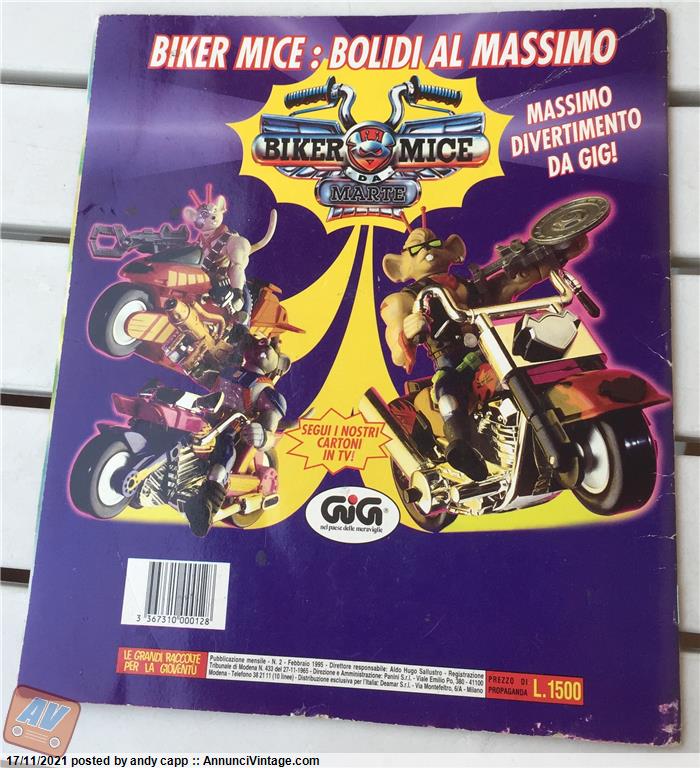 BIKER MICE : BOLIDI AL MASSIMO
MASSIMO
DIVERTIMENTO
DA GIG!
BIKER MICE
DA
MARTE
SEGUI I NOSTRI
CARTONI
IN TV!
GiG ®
nel paese delle meraviglie
3 367310 000128
LE GRANDI RACCOLTE
PER LA GIOVENTÙ
Pubblicazione mensile - N. 2 - Febbraio 1995 - Direttore responsabile: Aldo Hugo Sallustro - Registrazione
Tribunale di Modena N. 433 del 27-11-1965 - Direzione e Amministrazione: Panini S.r.l. - Viale Emilio Po, 380 - 41100
Modena - Telefono 38 21 11 (10 linee) - Distribuzione esclusiva per l'Italia: Deamar S.r.l. - Via Montefeltro, 6/A - Milano
PREZZO DI
PROPAGANDA
L.1500
AV
17/11/2021 posted by andy capp :: AnnunciVintage.com